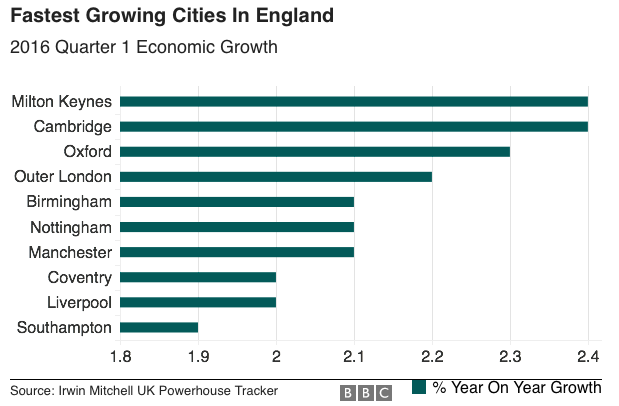 Fastest Growing Cities In England
2016 Quarter 1 Economic Growth
Milton Keynes
Cambridge
Oxford
Outer London
Birmingham
Nottingham
Manchester
Coventry
Liverpool
Southampton
1.8 1.9 2 2.1 2.2 2.3 2.4
Source: Irwin Mitchell UK Powerhouse Tracker BBC % Year On Year Growth